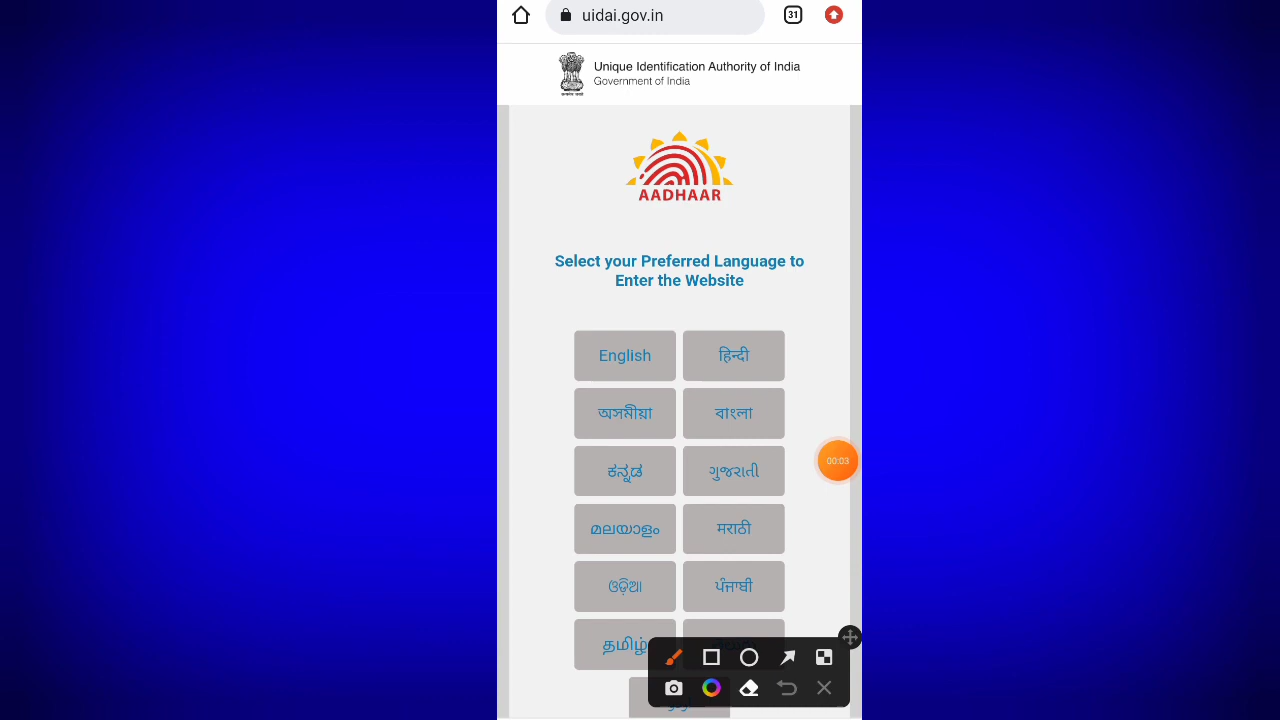 uidai.gov.in
31
Unique Identification Authority of India
Government of India
AADHAAR
Select your Preferred Language to
Enter the Website
English
हिन्दी
অসমীয়া
বাংলা
ಕನ್ನಡ
ગુજરાતી
മലയാളം
मराठी
ଓଡ଼ିଆ
ਪੰਜਾਬੀ
தமிழ்
00:03